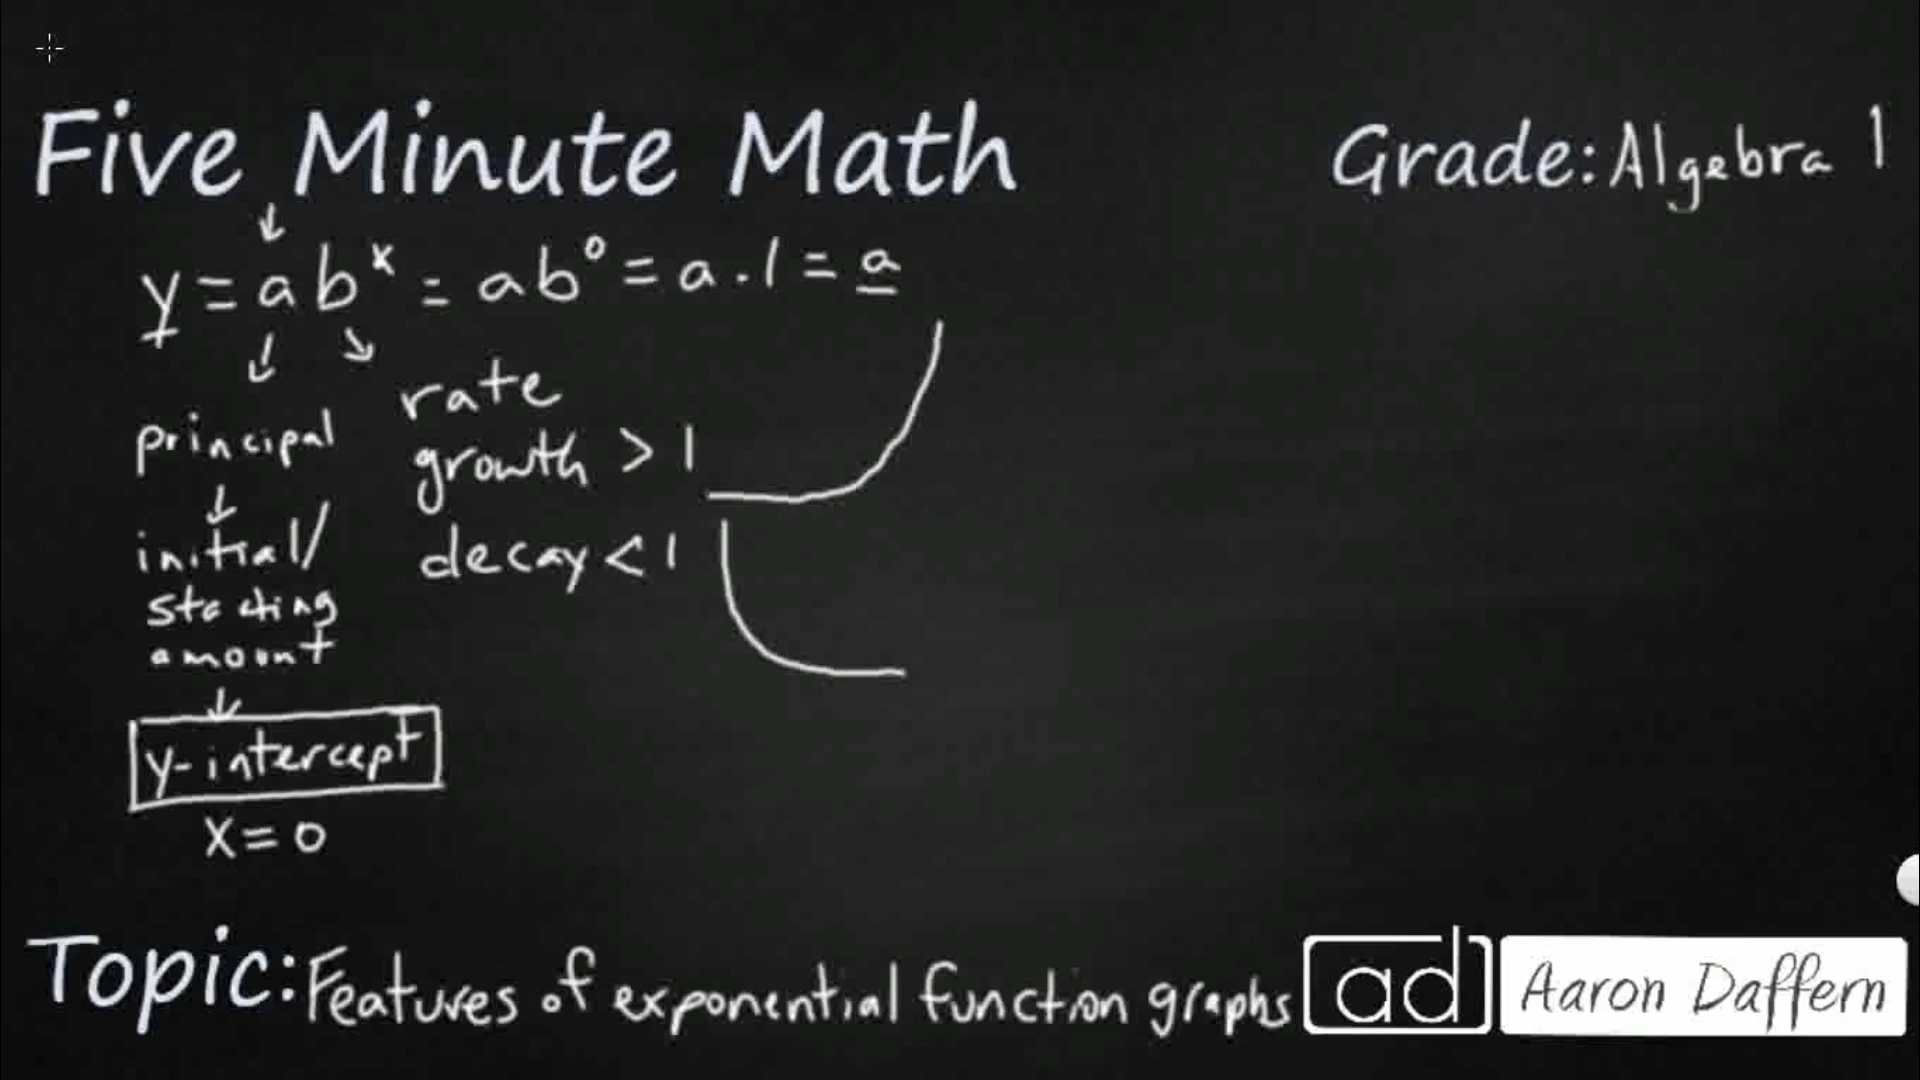 Five Minute Math
Grade: Algebra 1
y = ab^x = ab^0 = a · 1 = a
principal
initial/
starting
amount
y-intercept
x = 0
rate
growth > 1
decay < 1
Topic: Features of exponential function graphs
ad Aaron Daffern